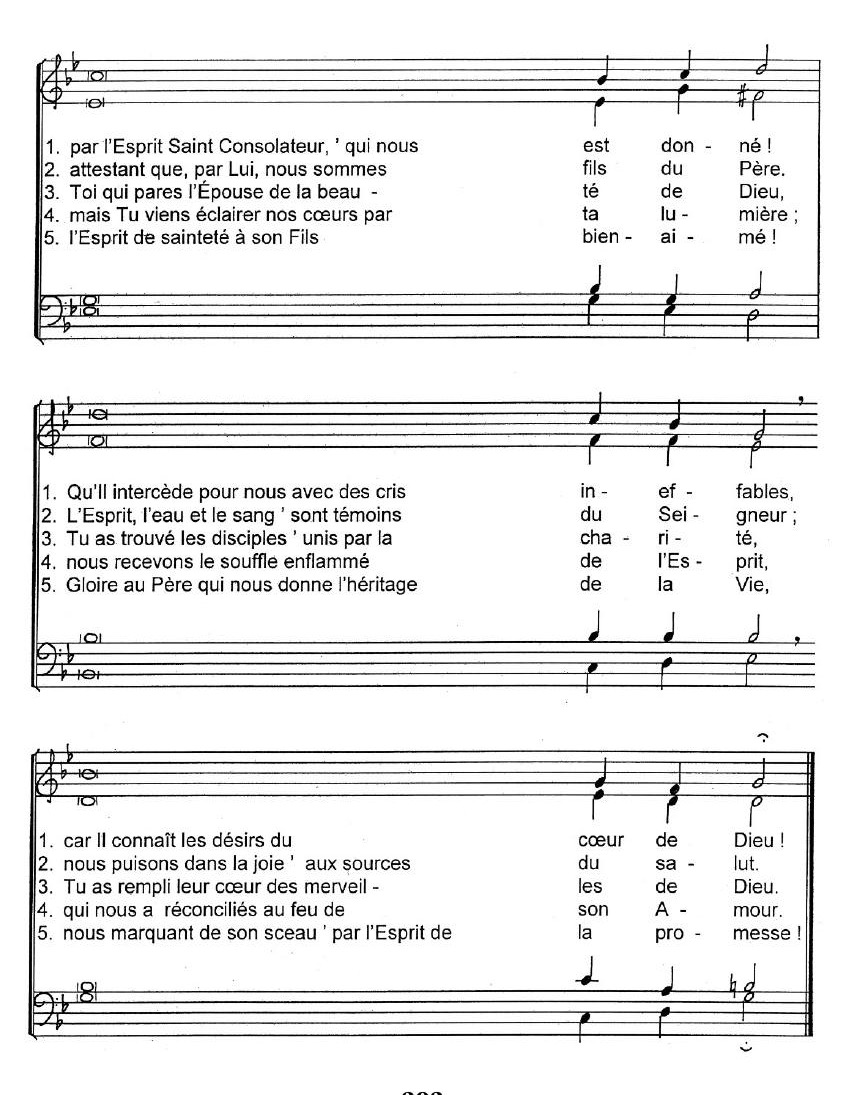 1. par l'Esprit Saint Consolateur, ' qui nous est don - né !
2. attestant que, par Lui, nous sommes fils du Père.
3. Toi qui pares l'Épouse de la beau - té de Dieu,
4. mais Tu viens éclairer nos cœurs par ta lu - mière ;
5. l'Esprit de sainteté à son Fils bien - ai - mé !
1. Qu'Il intercède pour nous avec des cris in - ef - fables,
2. L'Esprit, l'eau et le sang ' sont témoins du Sei - gneur ;
3. Tu as trouvé les disciples ' unis par la cha - ri - té,
4. nous recevons le souffle enflammé de l'Es - prit,
5. Gloire au Père qui nous donne l'héritage de la Vie,
1. car Il connaît les désirs du cœur de Dieu !
2. nous puisons dans la joie ' aux sources du sa - lut.
3. Tu as rempli leur cœur des merveil - les de Dieu.
4. qui nous a réconciliés au feu de son A - mour.
5. nous marquant de son sceau ' par l'Esprit de la pro - messe !